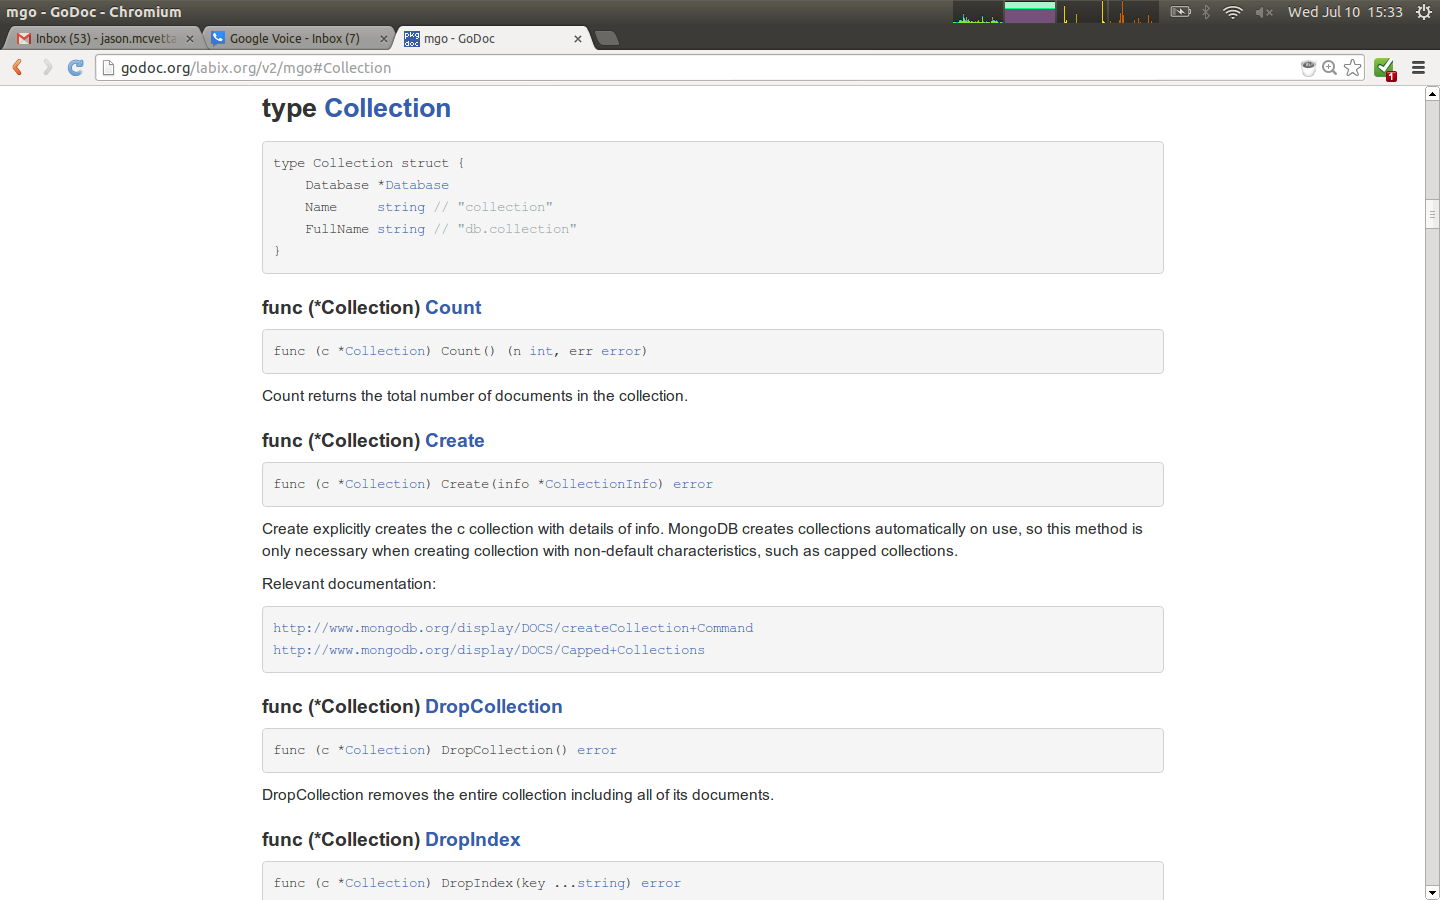 mgo - GoDoc - Chromium
Wed Jul 10 15:33
Inbox (53) - jason.mcvetta
Google Voice - Inbox (7)
mgo - GoDoc
godoc.org/labix.org/v2/mgo#Collection
1
type Collection
type Collection struct {
    Database *Database
    Name     string // "collection"
    FullName string // "db.collection"
}
func (*Collection) Count
func (c *Collection) Count() (n int, err error)
Count returns the total number of documents in the collection.
func (*Collection) Create
func (c *Collection) Create(info *CollectionInfo) error
Create explicitly creates the c collection with details of info. MongoDB creates collections automatically on use, so this method is
only necessary when creating collection with non-default characteristics, such as capped collections.
Relevant documentation:
http://www.mongodb.org/display/DOCS/createCollection+Command
http://www.mongodb.org/display/DOCS/Capped+Collections
func (*Collection) DropCollection
func (c *Collection) DropCollection() error
DropCollection removes the entire collection including all of its documents.
func (*Collection) DropIndex
func (c *Collection) DropIndex(key ...string) error